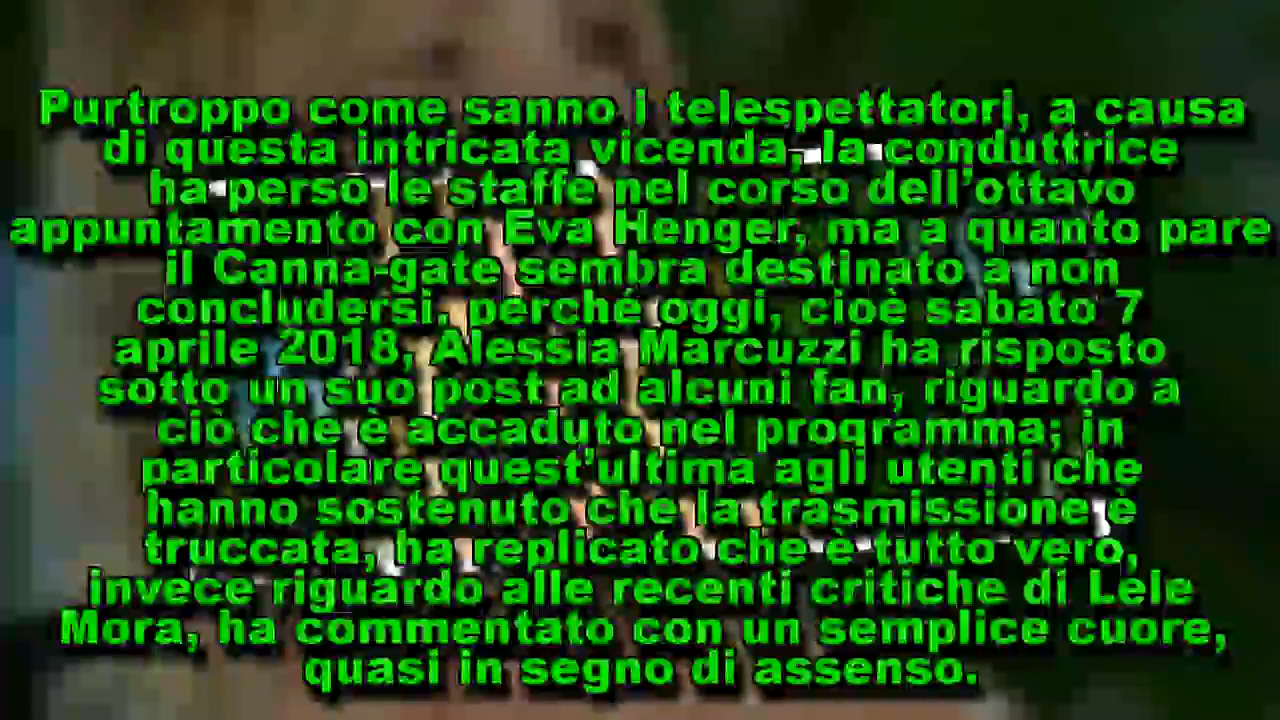 Purtroppo come sanno i telespettatori, a causa
di questa intricata vicenda, la conduttrice
ha perso le staffe nel corso dell'ottavo
appuntamento con Eva Henger, ma a quanto pare
il Canna-gate sembra destinato a non
concludersi, perché oggi, cioè sabato 7
aprile 2018, Alessia Marcuzzi ha risposto
sotto un suo post ad alcuni fan, riguardo a
ciò che è accaduto nel programma; in
particolare quest'ultima agli utenti che
hanno sostenuto che la trasmissione è
truccata, ha replicato che è tutto vero,
invece riguardo alle recenti critiche di Lele
Mora, ha commentato con un semplice cuore,
quasi in segno di assenso.